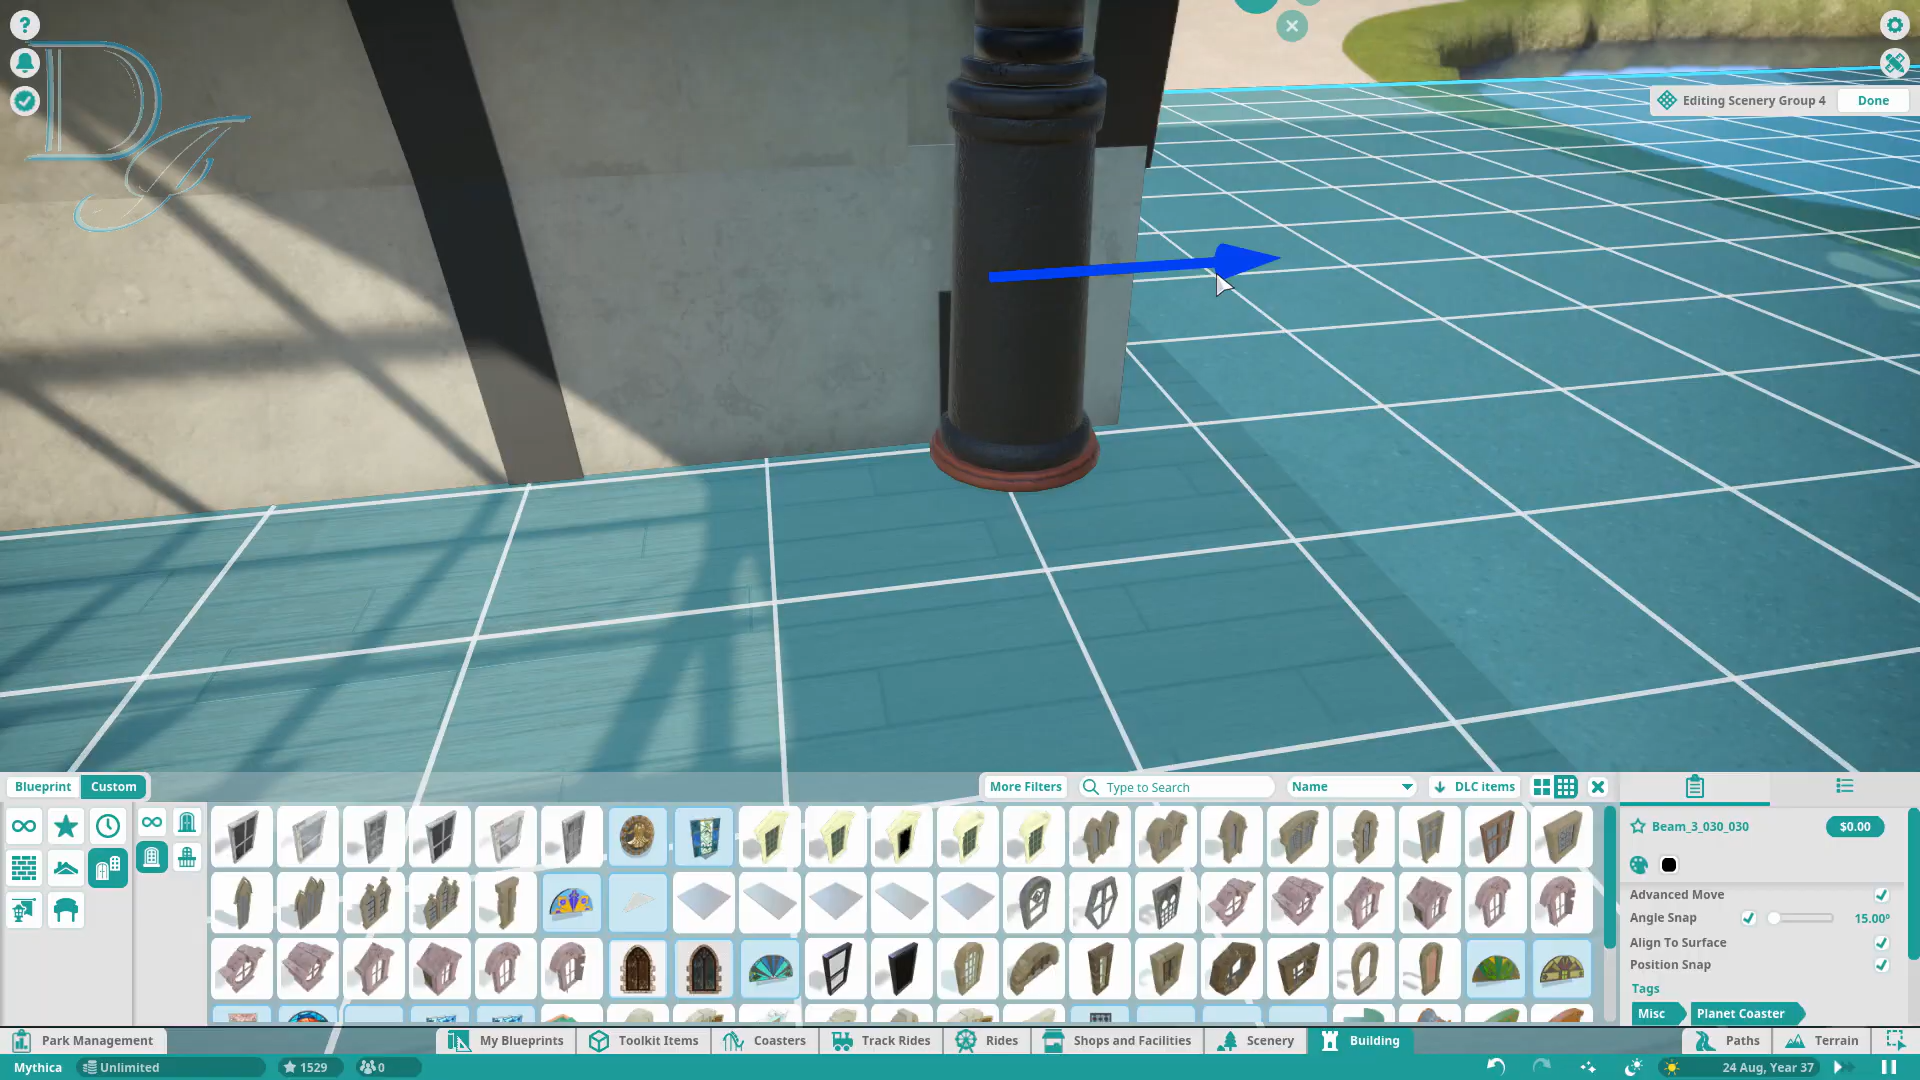 ?
DJ
Editing Scenery Group 4
Done
Blueprint
Custom
More Filters
Type to Search
Name
DLC items
Beam_3_030_030
$0.00
Advanced Move
Angle Snap
15.00°
Align To Surface
Position Snap
Tags
Misc
Planet Coaster
Park Management
My Blueprints
Toolkit Items
Coasters
Track Rides
Rides
Shops and Facilities
Scenery
Building
Paths
Terrain
Mythica
Unlimited
1529
0
24 Aug, Year 37